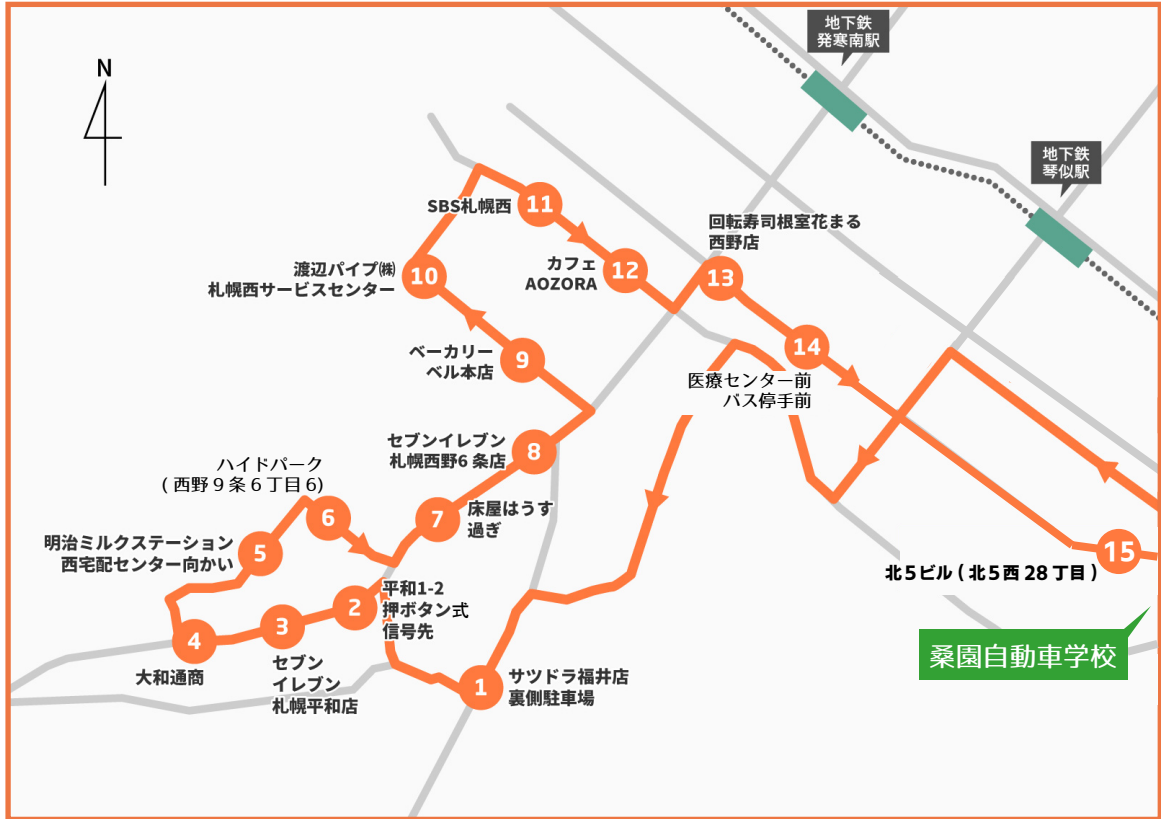 地下鉄
発寒南駅
N
地下鉄
琴似駅
SBS札幌西
11
回転寿司根室花まる
西野店
渡辺パイプ㈱
札幌西サービスセンター
10
カフェ
AOZORA
12
13
ベーカリー
ベル本店
9
14
医療センター前
バス停手前
セブンイレブン
札幌西野6条店
8
ハイドパーク
(西野9条6丁目6)
6
7
床屋はうす
過ぎ
明治ミルクステーション
西宅配センター向かい
5
15
北5ビル(北5西28丁目)
平和1-2
押ボタン式
信号先
2
3
4
大和通商
セブン
イレブン
札幌平和店
1
サツドラ福井店
裏側駐車場
桑園自動車学校